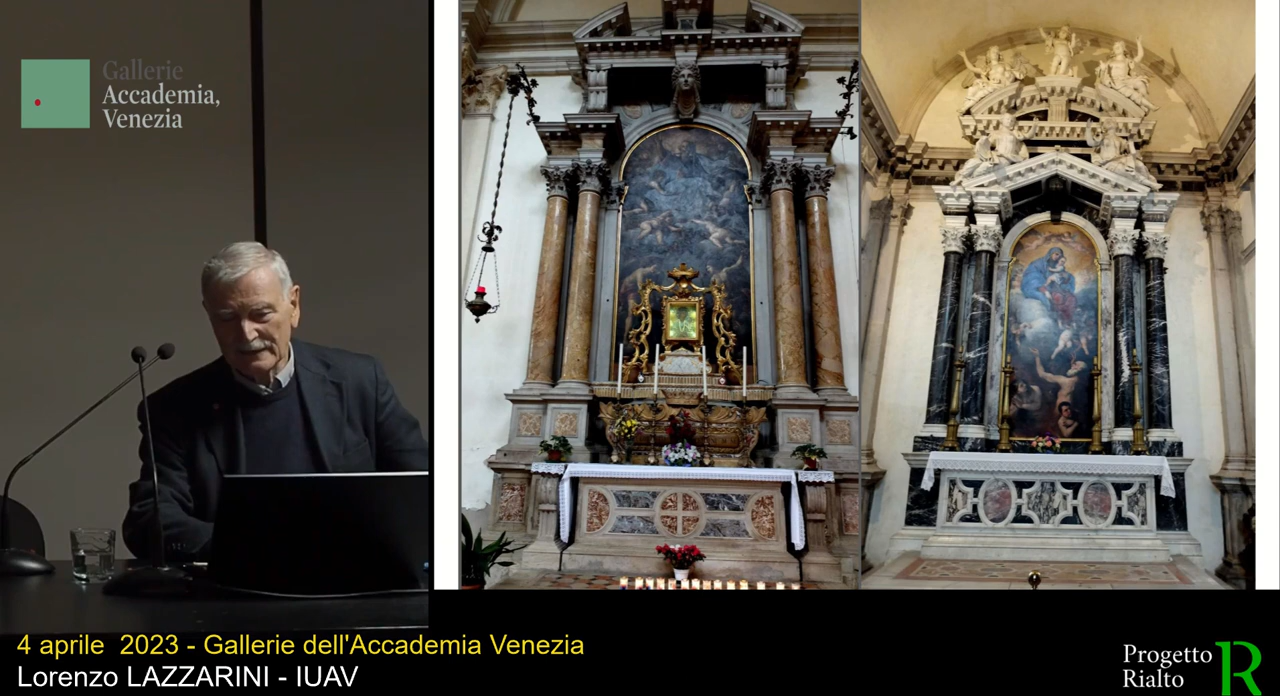 Gallerie
Accademia,
Venezia
4 aprile 2023 - Gallerie dell'Accademia Venezia
Lorenzo LAZZARINI - IUAV
Progetto
Rialto
R